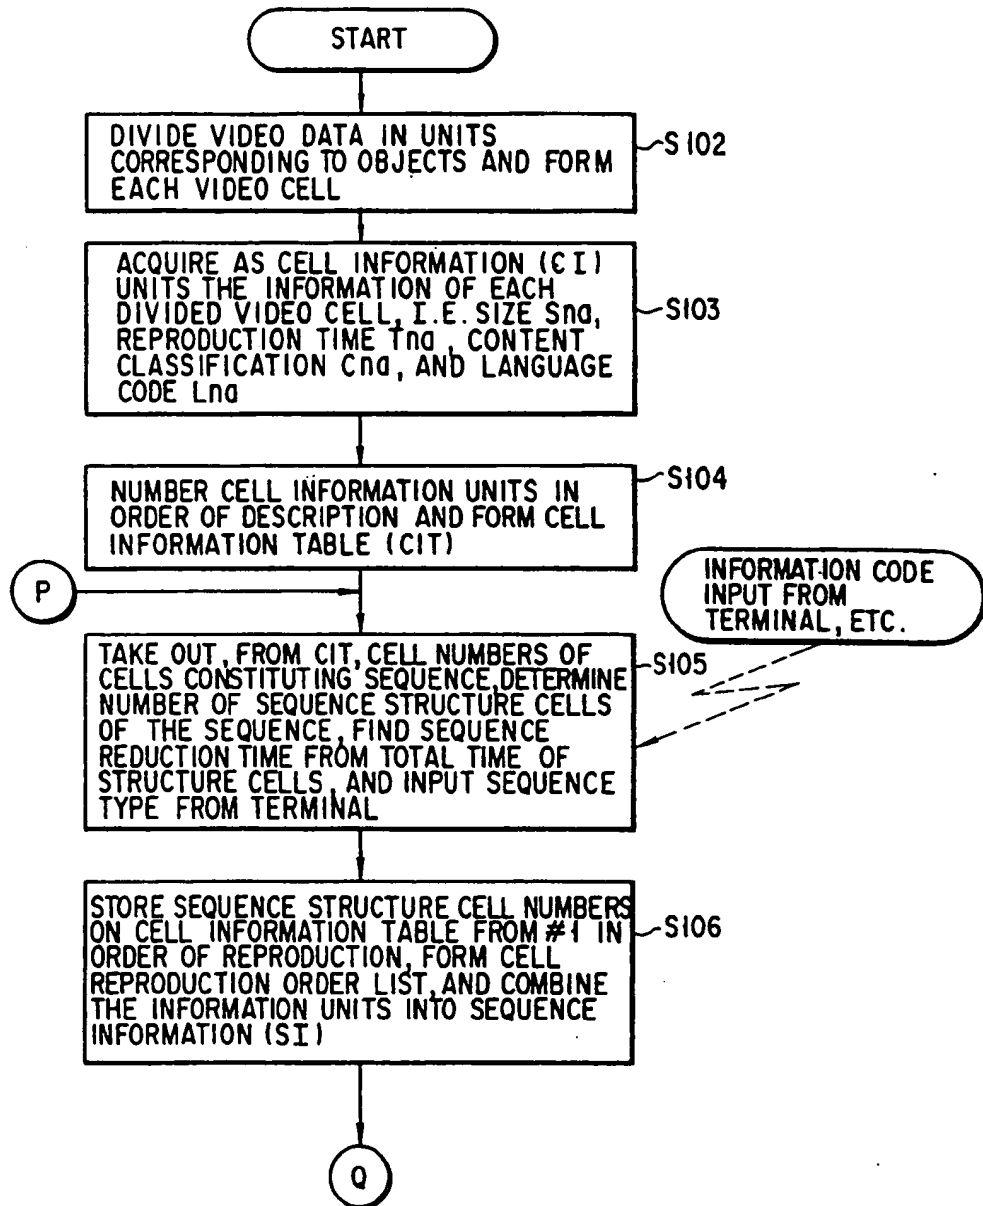 START
DIVIDE VIDEO DATA IN UNITS
CORRESPONDING TO OBJECTS AND FORM
EACH VIDEO CELL
S102
ACQUIRE AS CELL INFORMATION (CI)
UNITS THE INFORMATION OF EACH
DIVIDED VIDEO CELL, I.E. SIZE Sna,
REPRODUCTION TIME Tna, CONTENT
CLASSIFICATION Cna, AND LANGUAGE
CODE Lna
S103
NUMBER CELL INFORMATION UNITS IN
ORDER OF DESCRIPTION AND FORM CELL
INFORMATION TABLE (CIT)
S104
P
INFORMATION CODE
INPUT FROM
TERMINAL, ETC.
TAKE OUT, FROM CIT, CELL NUMBERS OF
CELLS CONSTITUTING SEQUENCE, DETERMINE
NUMBER OF SEQUENCE STRUCTURE CELLS
OF THE SEQUENCE, FIND SEQUENCE
REDUCTION TIME FROM TOTAL TIME OF
STRUCTURE CELLS, AND INPUT SEQUENCE
TYPE FROM TERMINAL
S105
STORE SEQUENCE STRUCTURE CELL NUMBERS
ON CELL INFORMATION TABLE FROM #1 IN
ORDER OF REPRODUCTION, FORM CELL
REPRODUCTION ORDER LIST, AND COMBINE
THE INFORMATION UNITS INTO SEQUENCE
INFORMATION (SI)
S106
Q